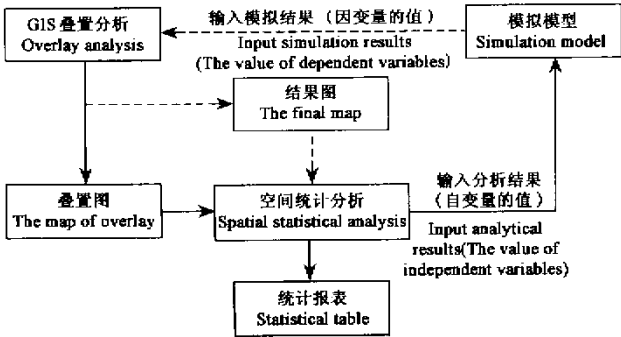 GIS 叠置分析
Overlay analysis
输入模拟结果（因变量的值）
Input simulation results
(The value of dependent variables)
模拟模型
Simulation model
结果图
The final map
叠置图
The map of overlay
空间统计分析
Spatial statistical analysis
输入分析结果
（自变量的值）
Input analytical
results(The value of
independent variables)
统计报表
Statistical table